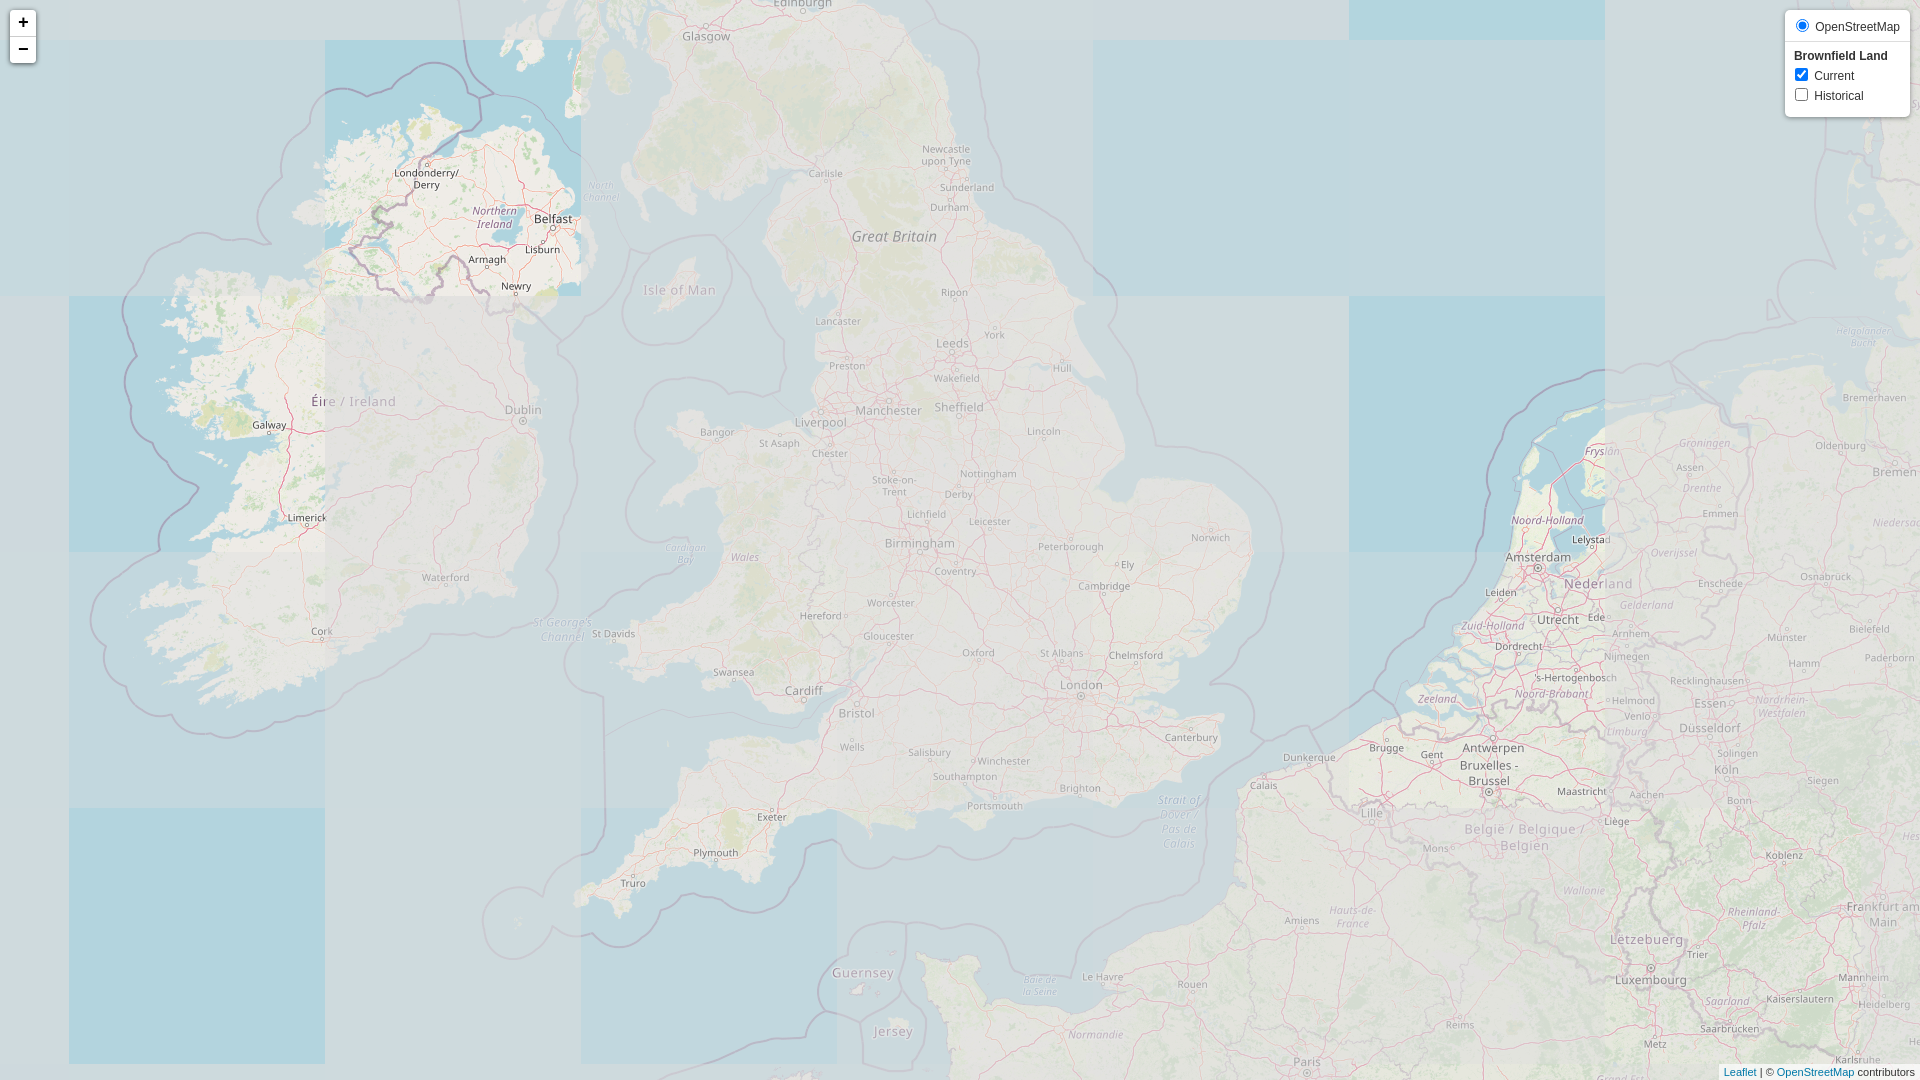 +
−
OpenStreetMap
Brownfield Land
Current
Historical
Edinburgh
Glasgow
Londonderry/
Derry
Newcastle
upon Tyne
Carlisle
North
Channel
Sunderland
Durham
Northern
Ireland
Belfast
Great Britain
Lisburn
Armagh
Newry
Isle of Man
Ripon
Lancaster
York
Helgoländer
Bucht
Leeds
Preston
Hull
Wakefield
Éire / Ireland
Dublin
Manchester
Sheffield
Liverpool
Bremerhaven
Galway
Bangor
St Asaph
Lincoln
Chester
Groningen
Oldenburg
Fryslân
Assen
Bremen
Nottingham
Stoke-on-
Trent
Derby
Drenthe
Limerick
Lichfield
Leicester
Emmen
Noord-Holland
Birmingham
Peterborough
Norwich
Lelystad
Cardigan
Bay
Wales
Overijssel
Amsterdam
Ely
Coventry
Waterford
Cambridge
Nederland
Enschede
Osnabrück
Leiden
Worcester
Gelderland
Hereford
Utrecht
Ede
St George's
Channel
Cork
St Davids
Gloucester
Zuid-Holland
Arnhem
Münster
Bielefeld
Oxford
St Albans
Chelmsford
Dordrecht
Nijmegen
Hamm
Paderborn
Swansea
Cardiff
London
's-Hertogenbosch
Recklinghausen
Zeeland
Noord-Brabant
Helmond
Essen
Nordrhein-
Westfalen
Bristol
Venlo
Canterbury
Limburg
Düsseldorf
Wells
Salisbury
Winchester
Dunkerque
Brugge
Gent
Antwerpen
Solingen
Bruxelles -
Brussel
Southampton
Köln
Siegen
Calais
Brighton
Maastricht
Aachen
Bonn
Portsmouth
Strait of
Dover /
Pas de
Calais
Exeter
Lille
Liège
België / Belgique /
Belgien
Mons
Plymouth
Koblenz
Truro
Wallonie
Hauts-de-
France
Amiens
Rheinland-
Pfalz
Frankfurt am
Main
Lëtzebuerg
Trier
Guernsey
Le Havre
Baie de
la Seine
Rouen
Luxembourg
Mannheim
Kaiserslautern
Saarland
Heidelberg
Jersey
Normandie
Reims
Saarbrücken
Metz
Paris
Karlsruhe
Grand Est
Leaflet | © OpenStreetMap contributors